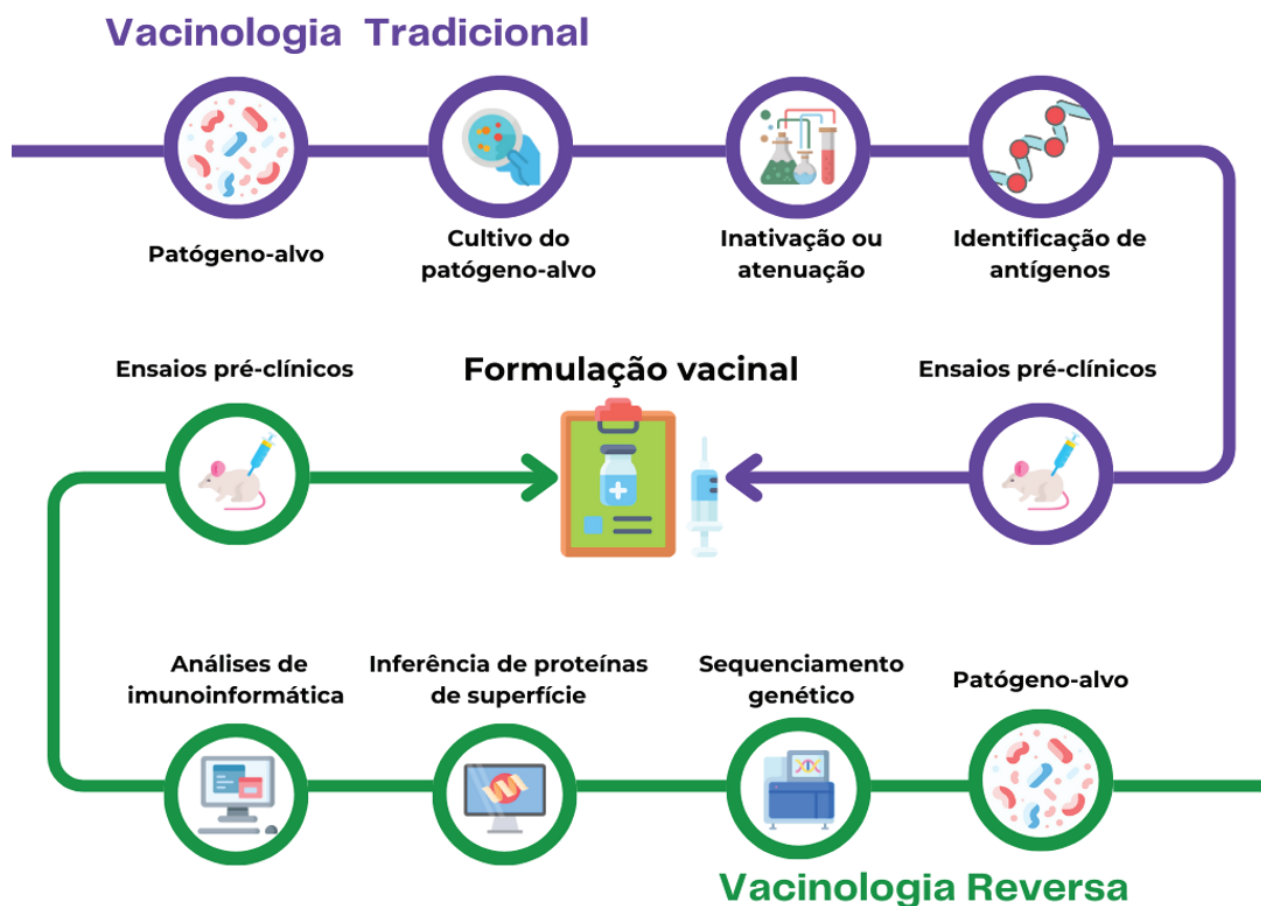 Vacinologia Tradicional
Patógeno-alvo
Cultivo do
patógeno-alvo
Inativação ou
atenuação
Identificação de
antígenos
Ensaios pré-clínicos
Formulação vacinal
Ensaios pré-clínicos
Análises de
imunoinformática
Inferência de proteínas
de superfície
Sequenciamento
genético
Patógeno-alvo
Vacinologia Reversa